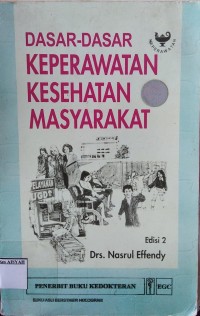 DASAR-DASAR
KEPERAWATAN
KESEHATAN
MASYARAKAT
Edisi 2
Drs. Nasrul Effendy
PENERBIT BUKU KEDOKTERAN
EGC